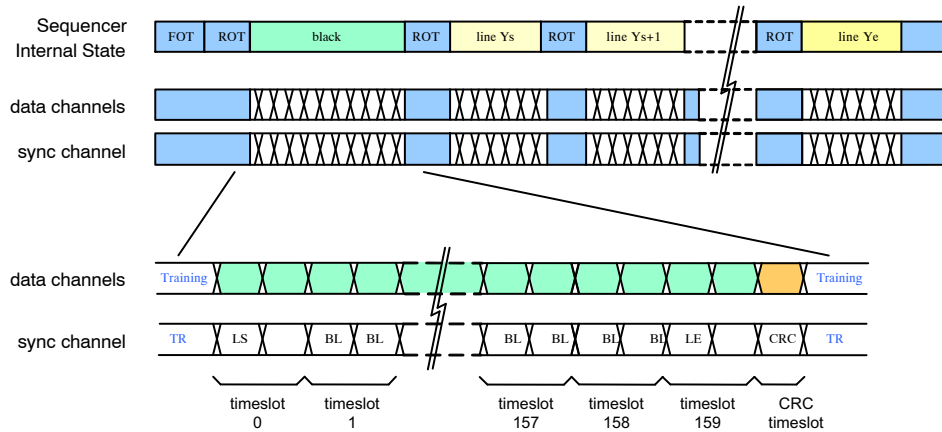 Sequencer
Internal State
FOT ROT black ROT line Ys ROT line Ys+1 ROT line Ye
data channels
sync channel
data channels Training Training
sync channel TR LS BL BL BL BL BL BL LE CRC TR
timeslot timeslot timeslot timeslot timeslot CRC
0 1 157 158 159 timeslot